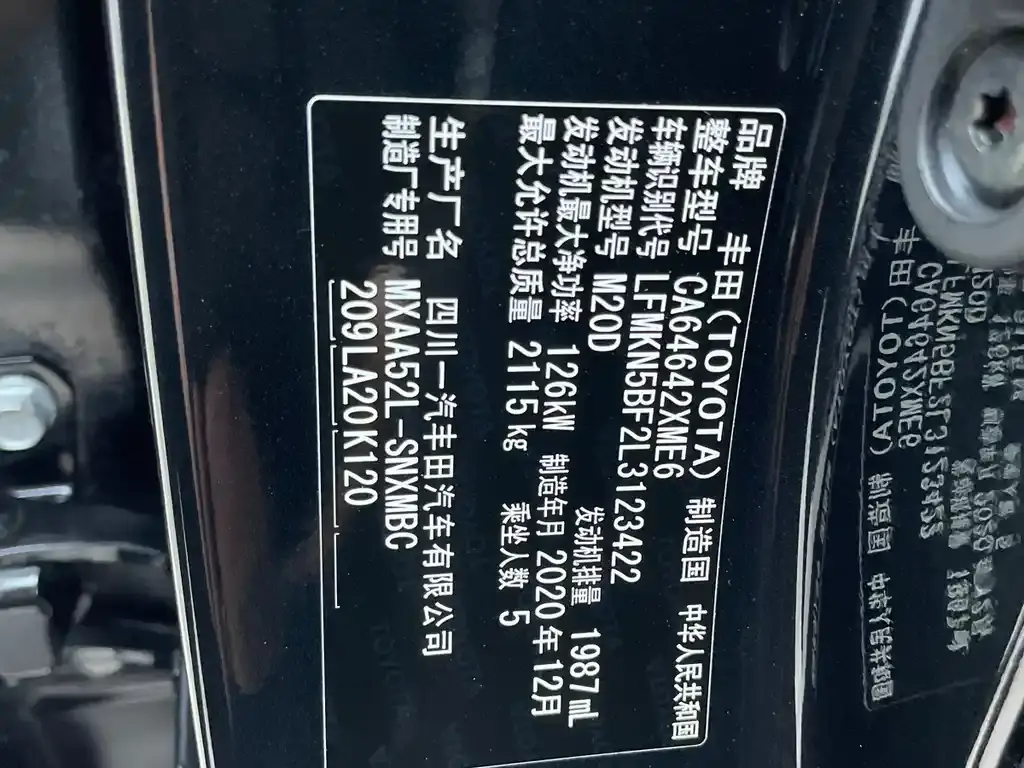 品牌 丰田(TOYOTA) 制造国 中华人民共和国
整车型号 CA64642XME6
车辆识别代号 LFMKN5BF2L3123422
发动机型号 M20D 发动机排量 1987mL
发动机最大净功率 126kW 制造年月 2020年12月
最大允许总质量 2115kg 乘坐人数 5
生产厂名 四川一汽丰田汽车有限公司
制造厂专用号 MXAA52L-SNXMBC
209LA20K120